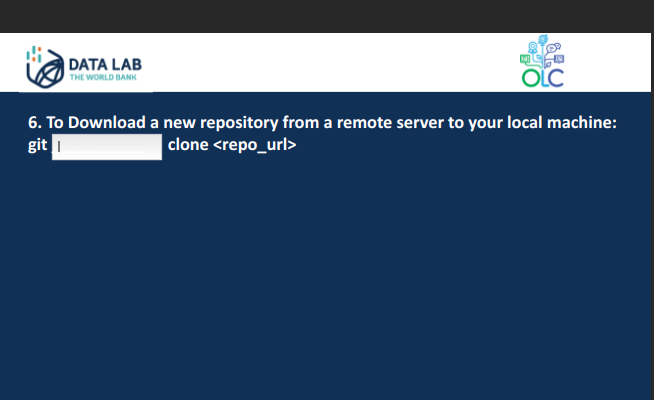 DATA LAB
THE WORLD BANK
OLC
6. To Download a new repository from a remote server to your local machine:
git clone <repo_url>